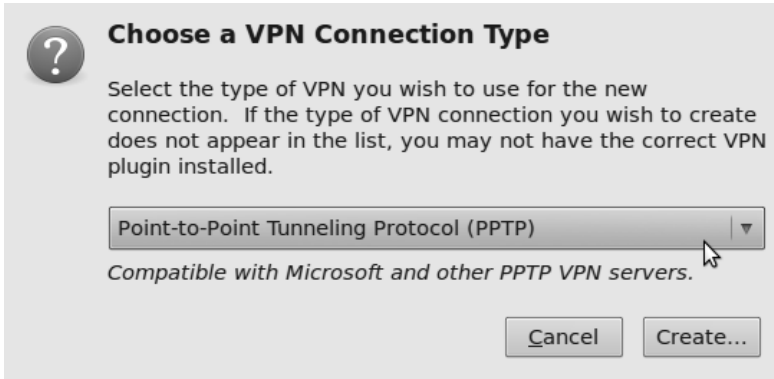 Choose a VPN Connection Type
Select the type of VPN you wish to use for the new
connection.  If the type of VPN connection you wish to create
does not appear in the list, you may not have the correct VPN
plugin installed.
Point-to-Point Tunneling Protocol (PPTP)
Compatible with Microsoft and other PPTP VPN servers.
Cancel
Create...